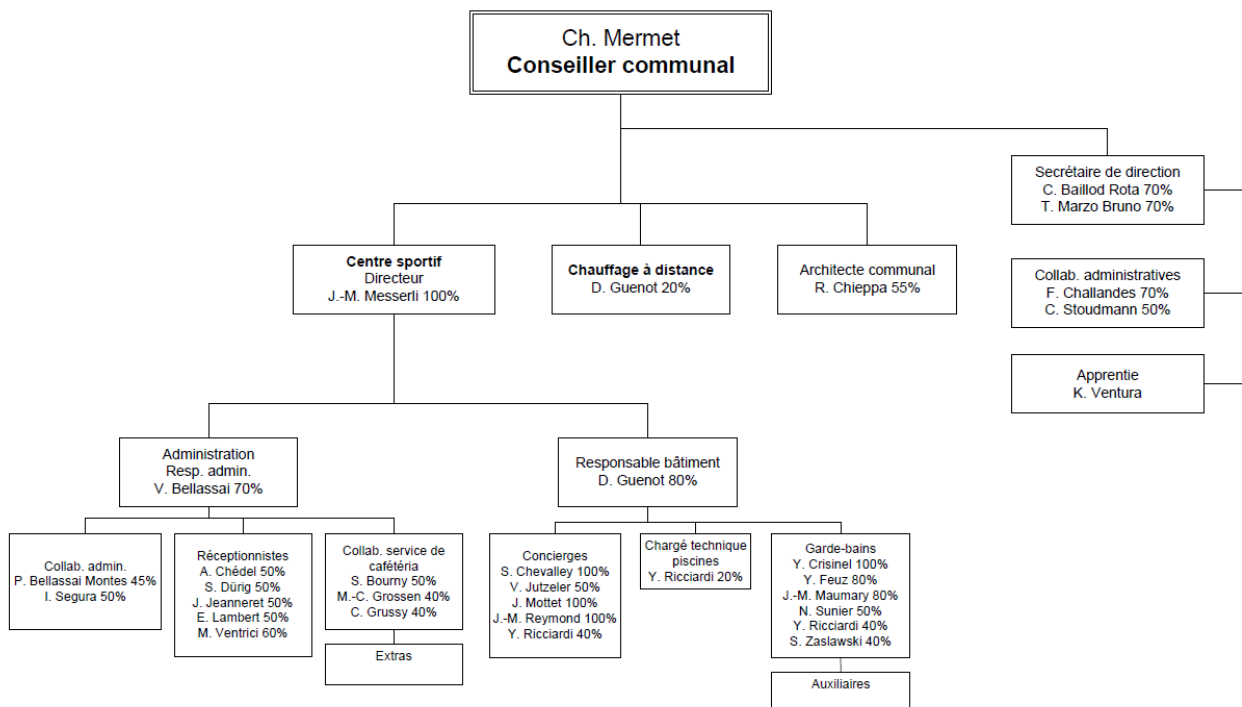 Ch. Mermet
Conseiller communal
Secrétaire de direction
C. Baillod Rota 70%
T. Marzo Bruno 70%
Centre sportif
Directeur
J.-M. Messerli 100%
Chauffage à distance
D. Guenot 20%
Architecte communal
R. Chieppa 55%
Collab. administratives
F. Challandes 70%
C. Stoudmann 50%
Apprentie
K. Ventura
Administration
Resp. admin.
V. Bellassai 70%
Responsable bâtiment
D. Guenot 80%
Collab. admin.
P. Bellassai Montes 45%
I. Segura 50%
Réceptionnistes
A. Chédel 50%
S. Dürig 50%
J. Jeanneret 50%
E. Lambert 50%
M. Ventrici 60%
Collab. service de
cafétéria
S. Bourny 50%
M.-C. Grossen 40%
C. Grussy 40%
Extras
Concierges
S. Chevalley 100%
V. Jutzeler 50%
J. Mottet 100%
J.-M. Reymond 100%
Y. Ricciardi 40%
Chargé technique
piscines
Y. Ricciardi 20%
Garde-bains
Y. Crisinel 100%
Y. Feuz 80%
J.-M. Maumary 80%
N. Sunier 50%
Y. Ricciardi 40%
S. Zaslawski 40%
Auxiliaires